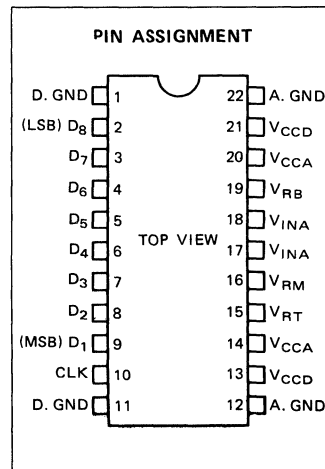 PIN ASSIGNMENT
D. GND 1 22 A. GND
(LSB) D8 2 21 VCCD
D7 3 20 VCCA
D6 4 19 VRB
D5 5 18 VINA
TOP VIEW
D4 6 17 VINA
D3 7 16 VRM
D2 8 15 VRT
(MSB) D1 9 14 VCCA
CLK 10 13 VCCD
D. GND 11 12 A. GND